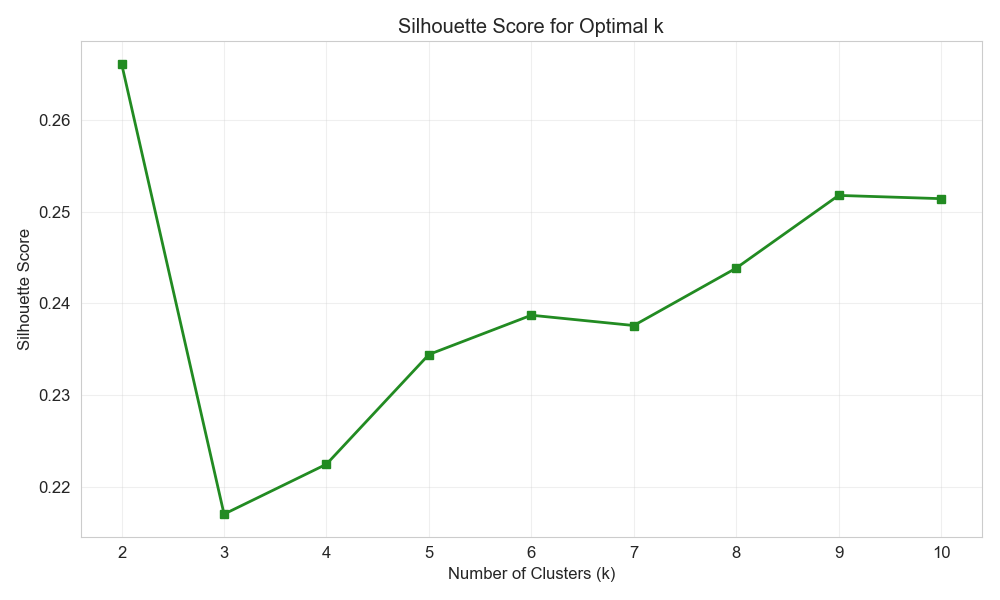 Silhouette Score for Optimal k
Silhouette Score
0.26
0.25
0.24
0.23
0.22
2 3 4 5 6 7 8 9 10
Number of Clusters (k)